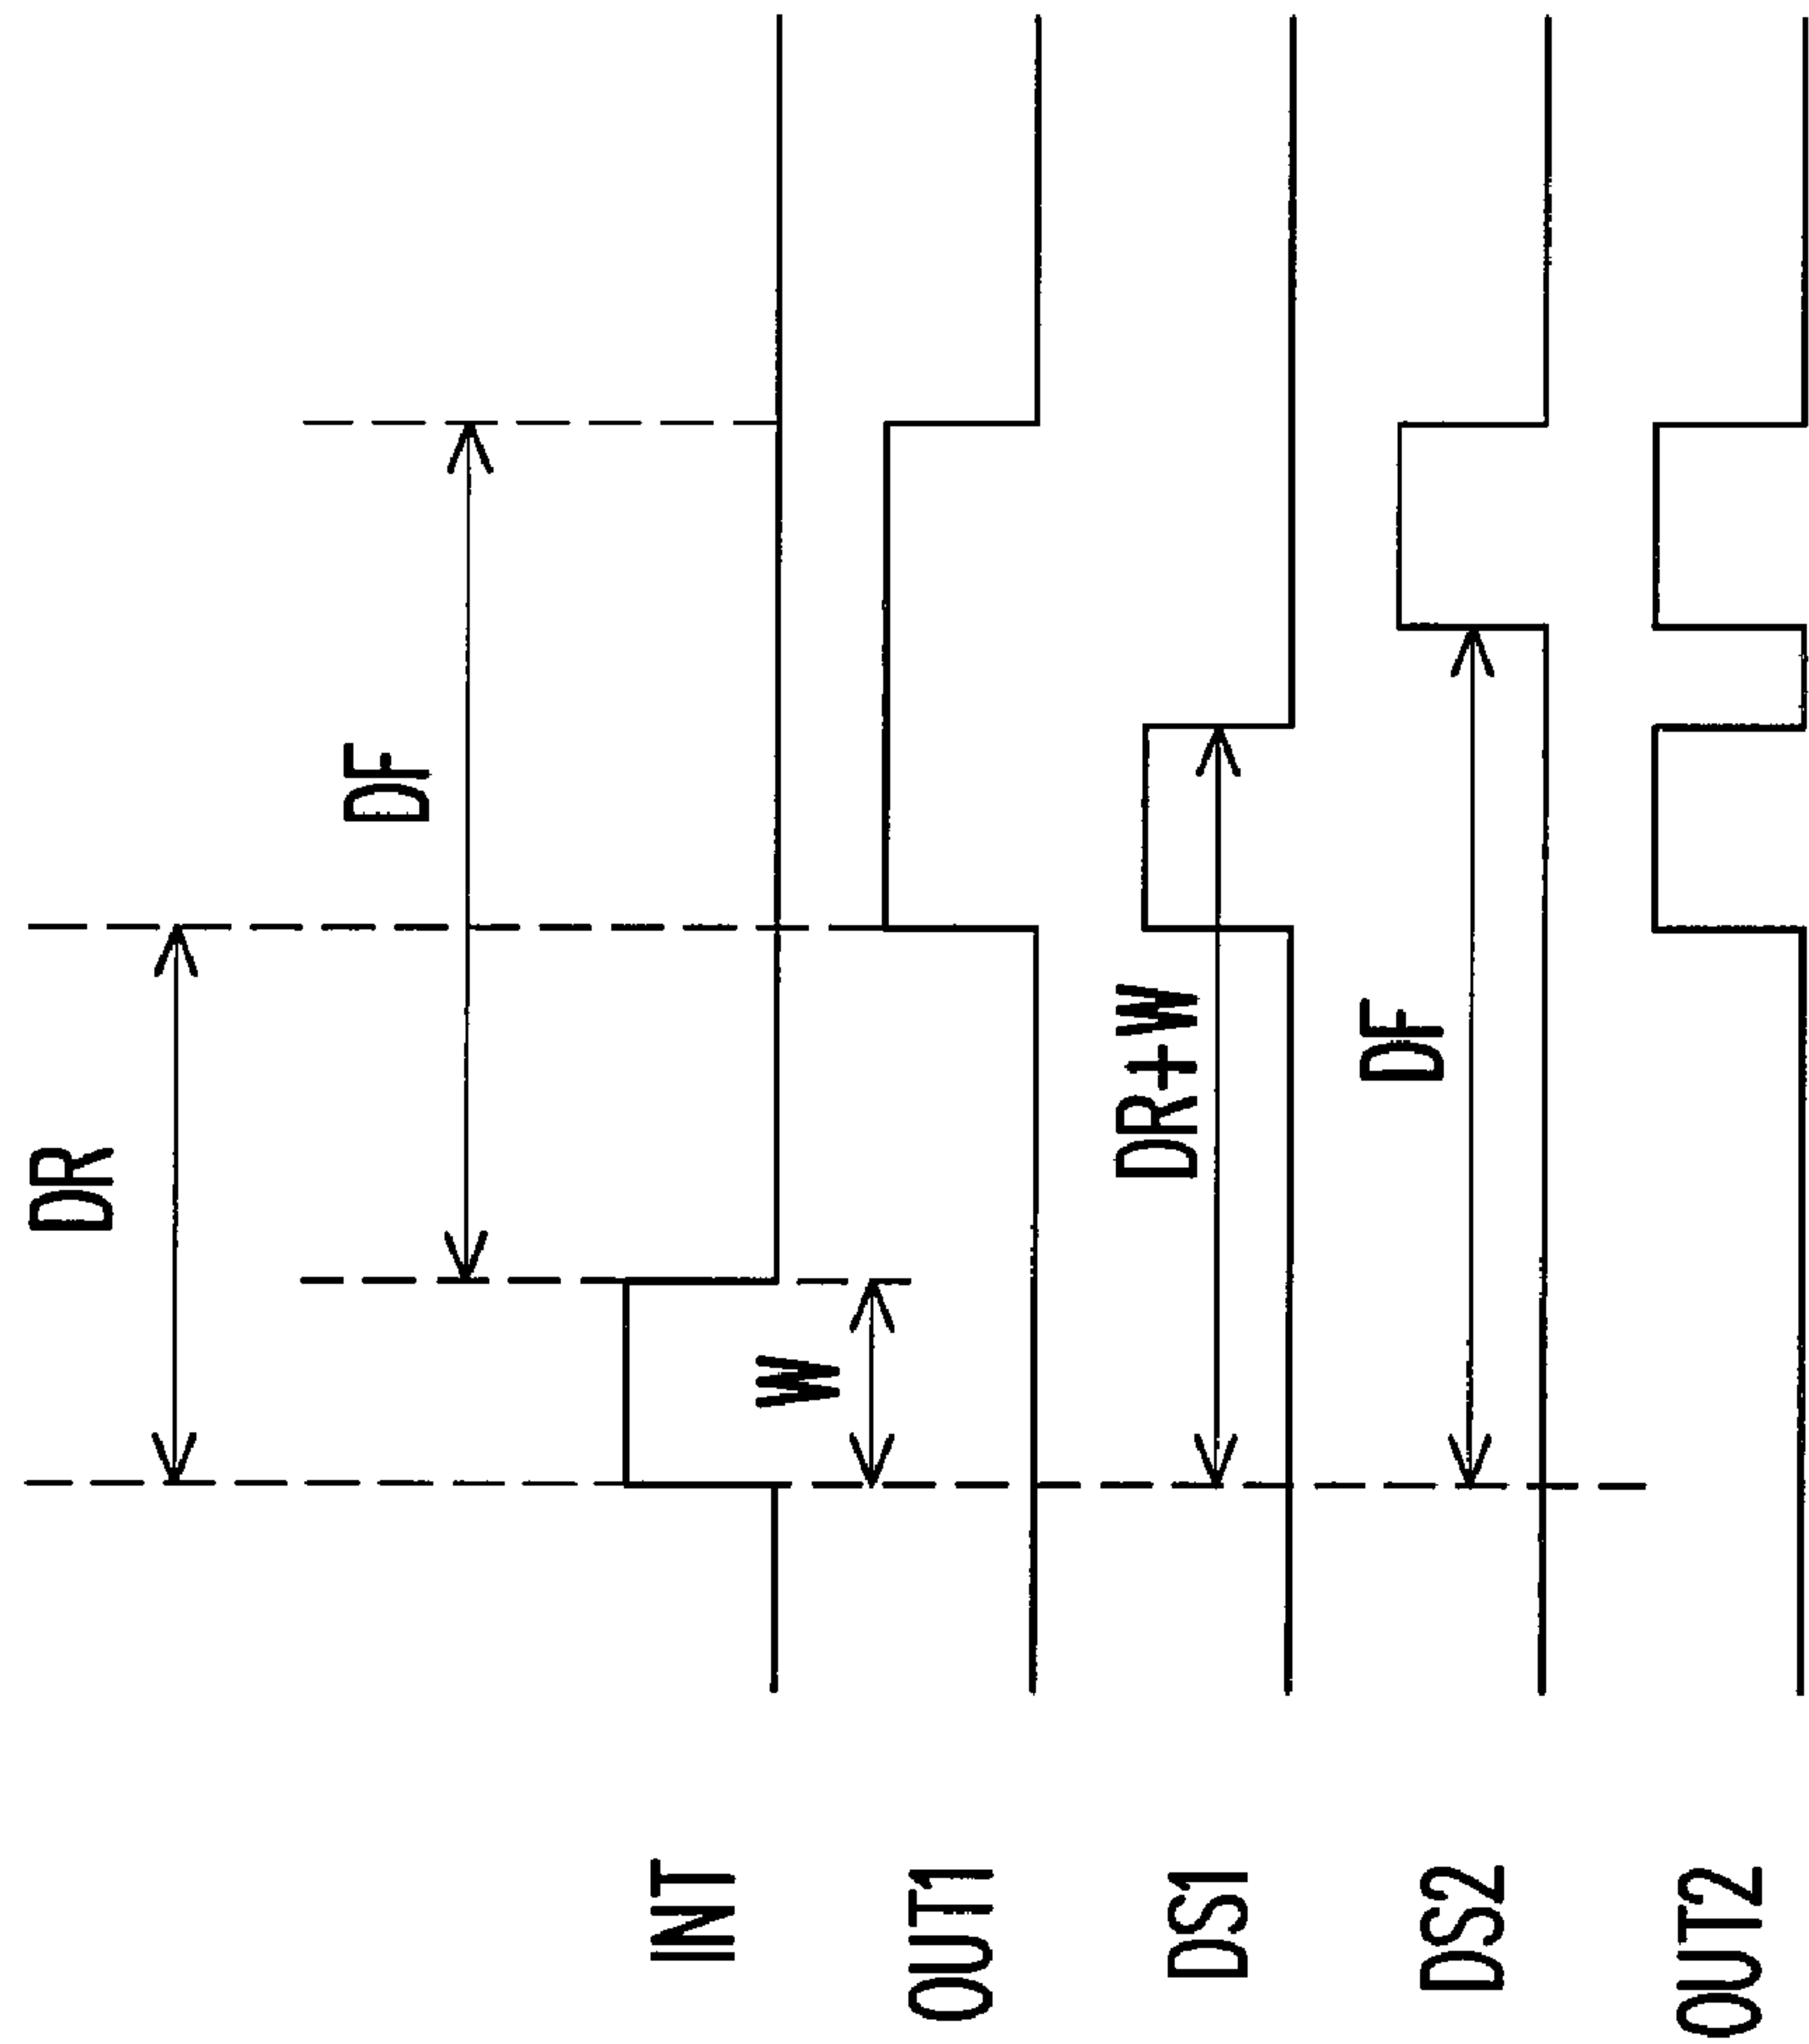 DR
DF
INT
W
OUT1
DR+W
DS1
DF
DS2
OUT2